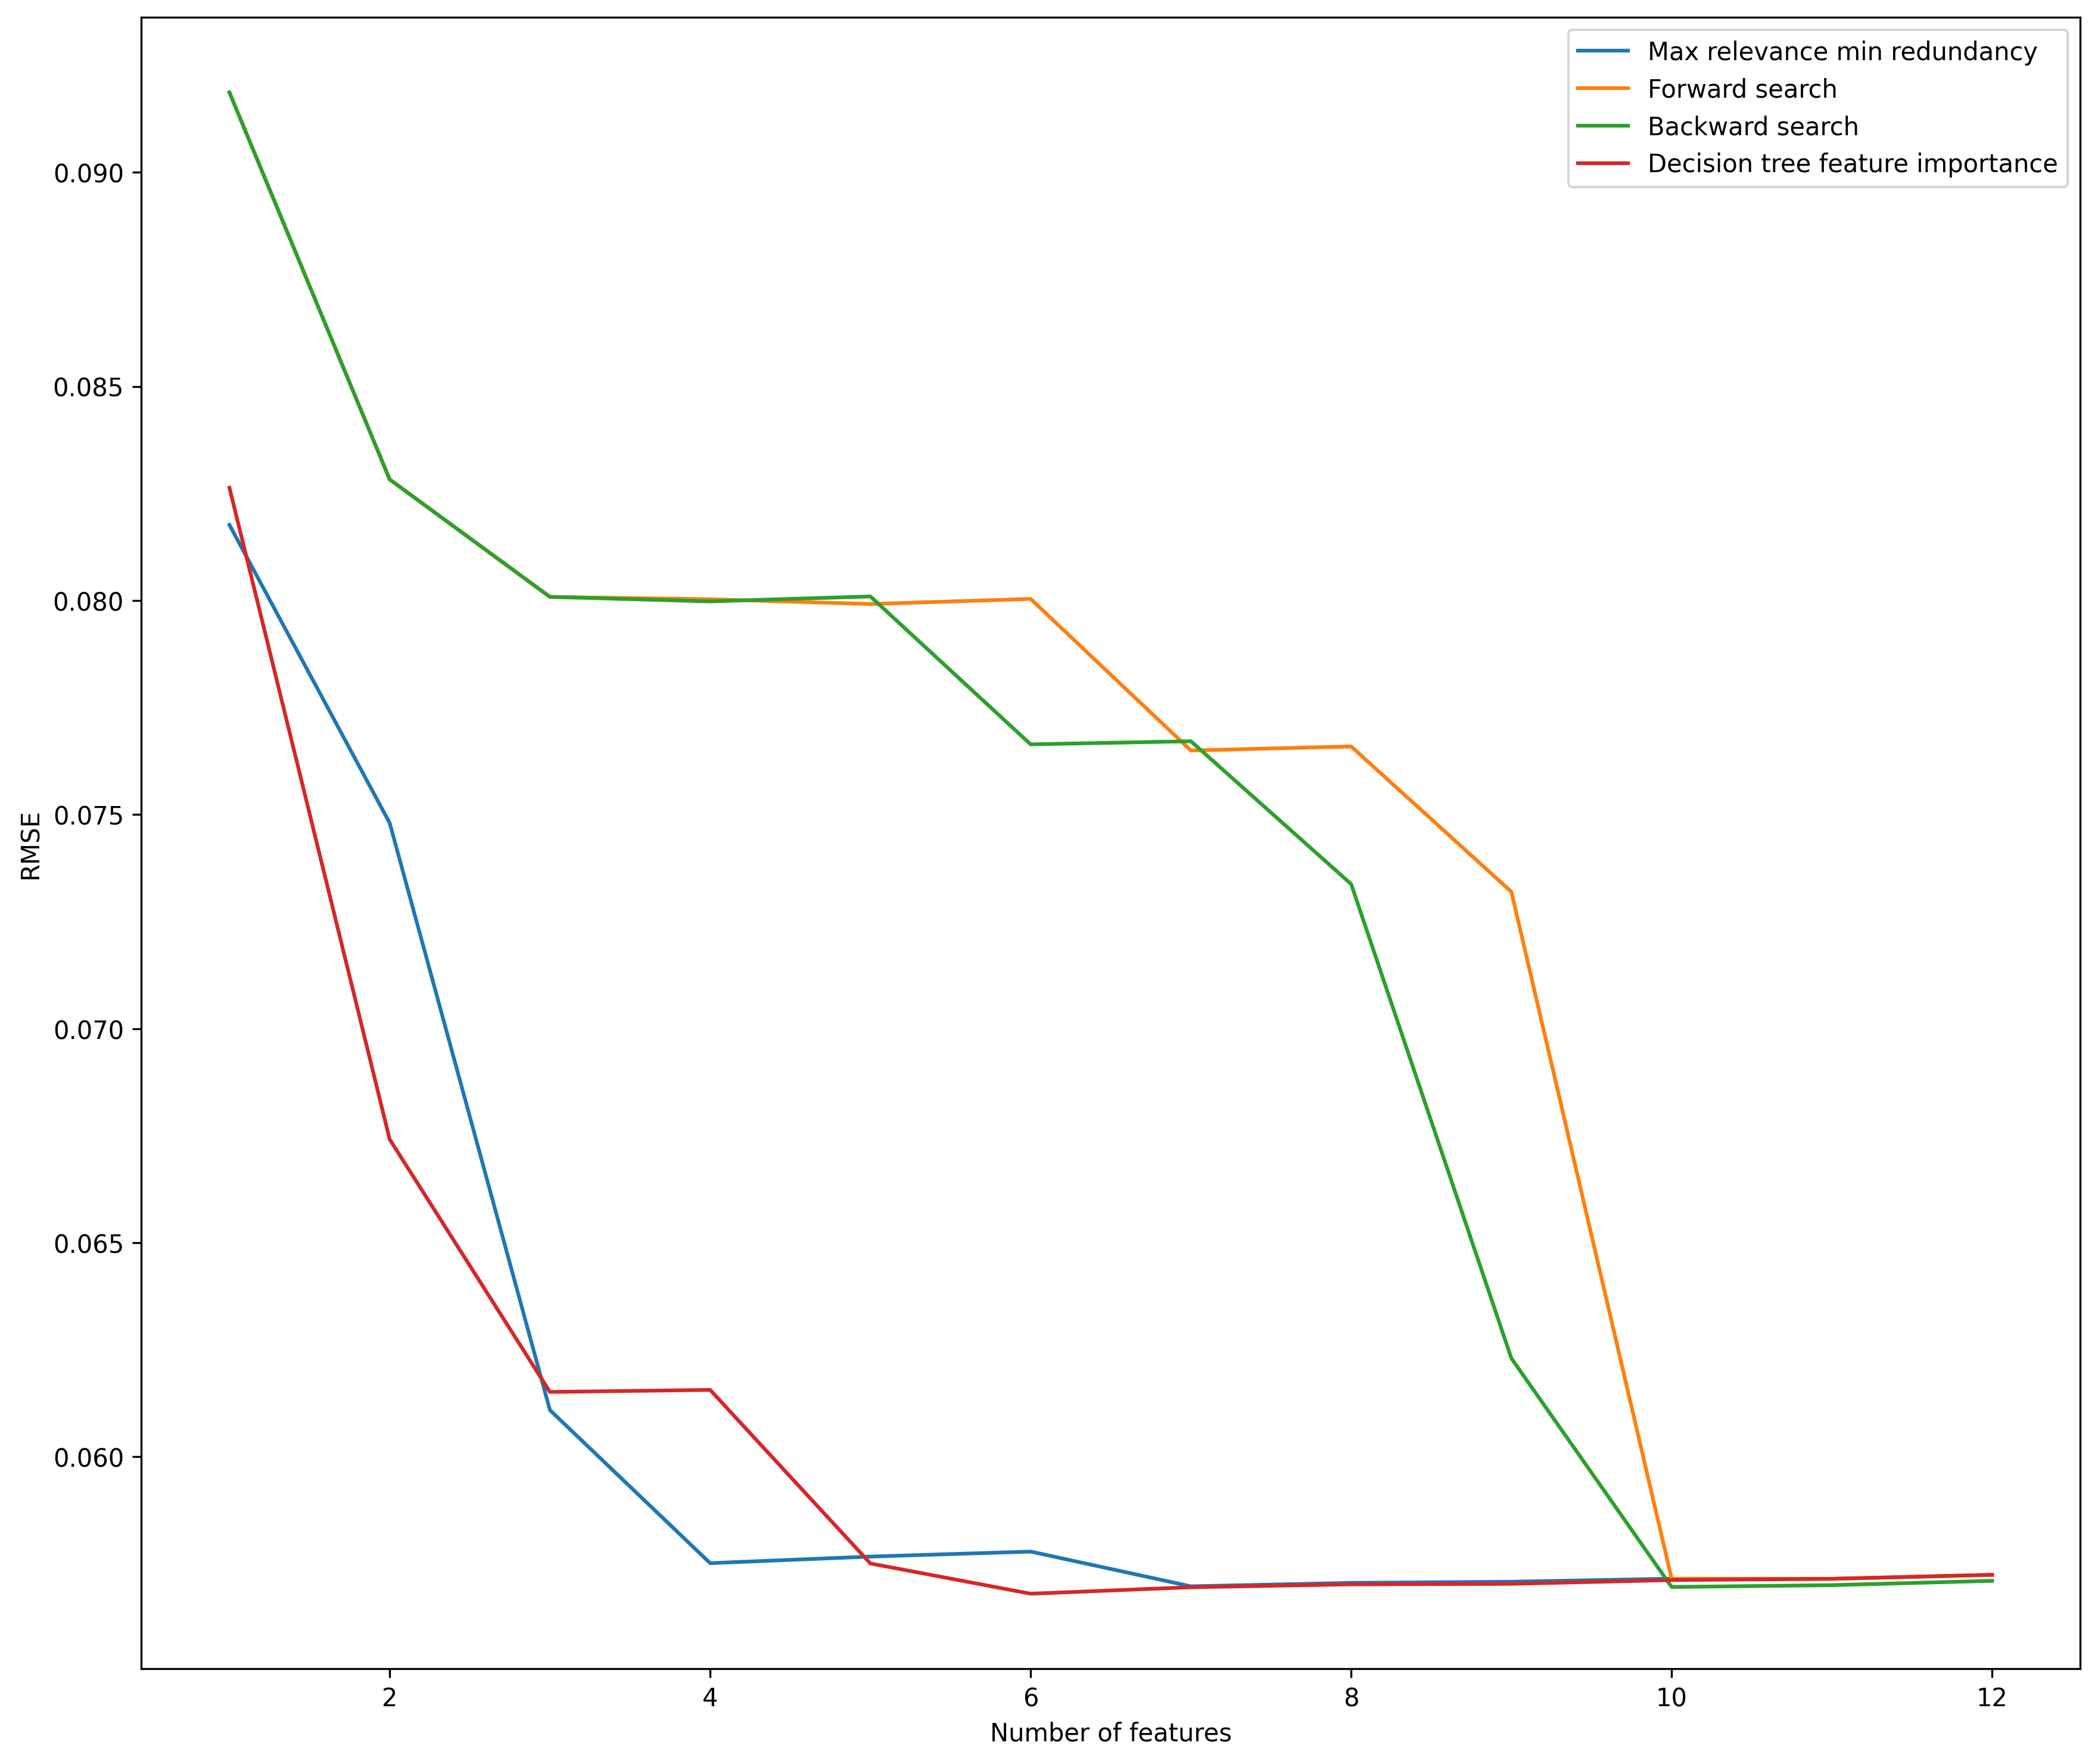 Max relevance min redundancy
Forward search
Backward search
Decision tree feature importance
0.090
0.085
0.080
0.075
0.070
0.065
0.060
RMSE
2 4 6 8 10 12
Number of features